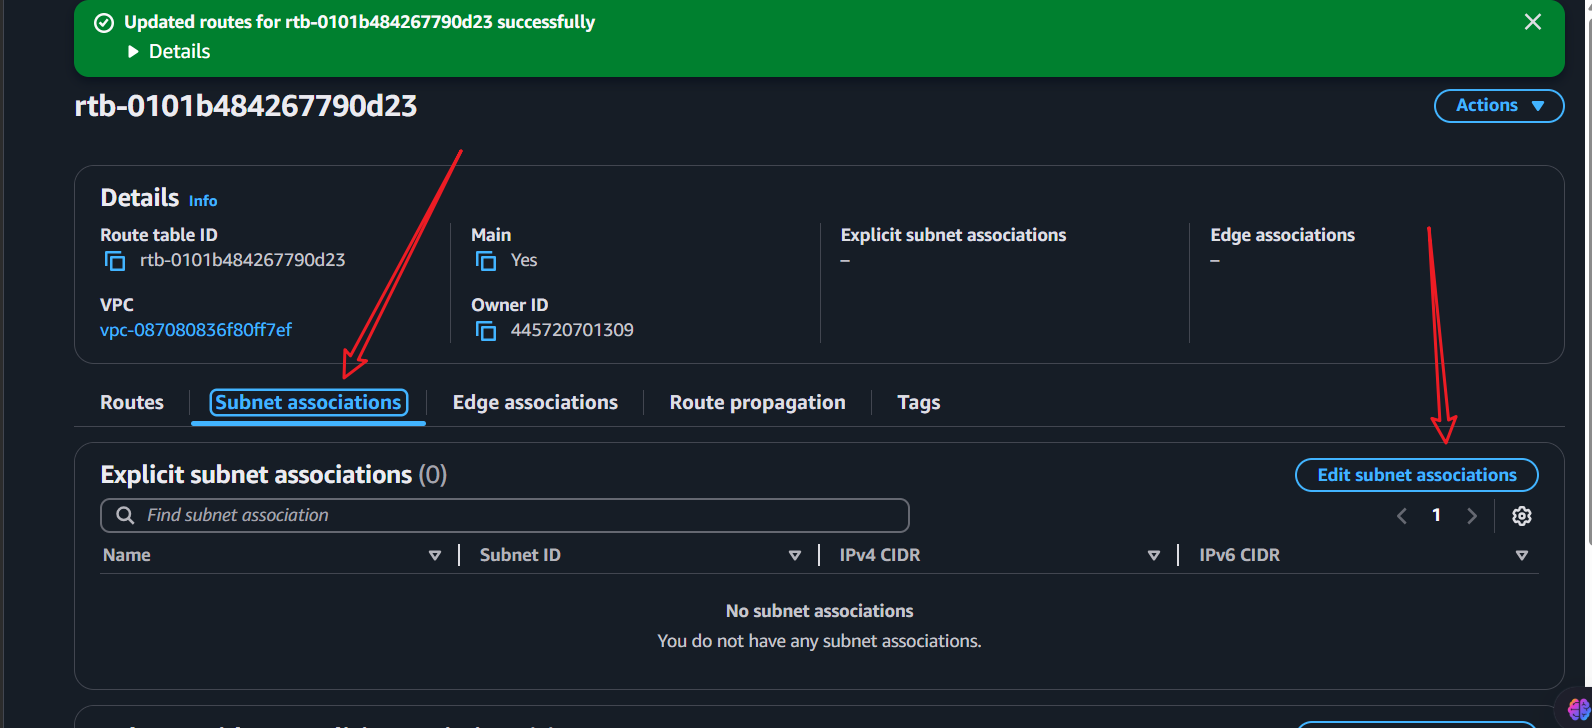 Updated routes for rtb-0101b484267790d23 successfully
Details
rtb-0101b484267790d23
Actions
Details Info
Route table ID
rtb-0101b484267790d23
Main
Yes
Explicit subnet associations
–
Edge associations
–
VPC
vpc-087080836f80ff7ef
Owner ID
445720701309
Routes Subnet associations Edge associations Route propagation Tags
Explicit subnet associations (0)
Edit subnet associations
Find subnet association
1
Name Subnet ID IPv4 CIDR IPv6 CIDR
No subnet associations
You do not have any subnet associations.